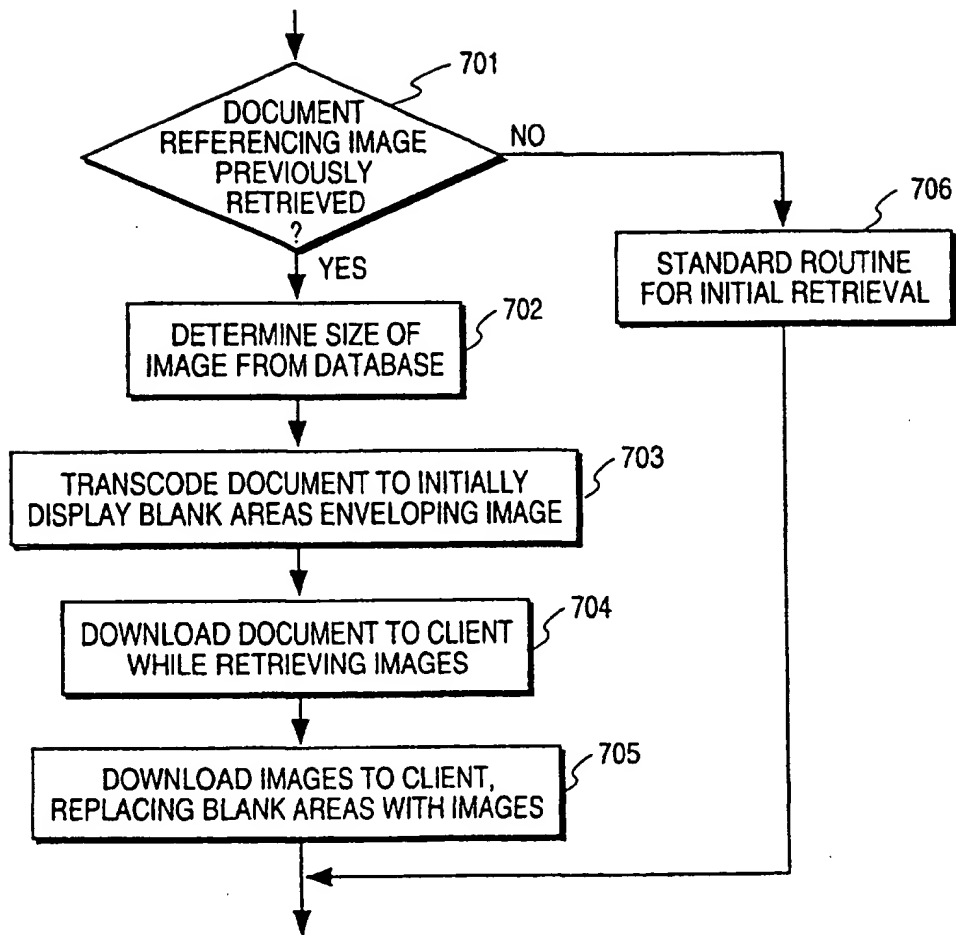 701
DOCUMENT
REFERENCING IMAGE
PREVIOUSLY
RETRIEVED
?
NO
YES
706
STANDARD ROUTINE
FOR INITIAL RETRIEVAL
702
DETERMINE SIZE OF
IMAGE FROM DATABASE
703
TRANSCODE DOCUMENT TO INITIALLY
DISPLAY BLANK AREAS ENVELOPING IMAGE
704
DOWNLOAD DOCUMENT TO CLIENT
WHILE RETRIEVING IMAGES
705
DOWNLOAD IMAGES TO CLIENT,
REPLACING BLANK AREAS WITH IMAGES